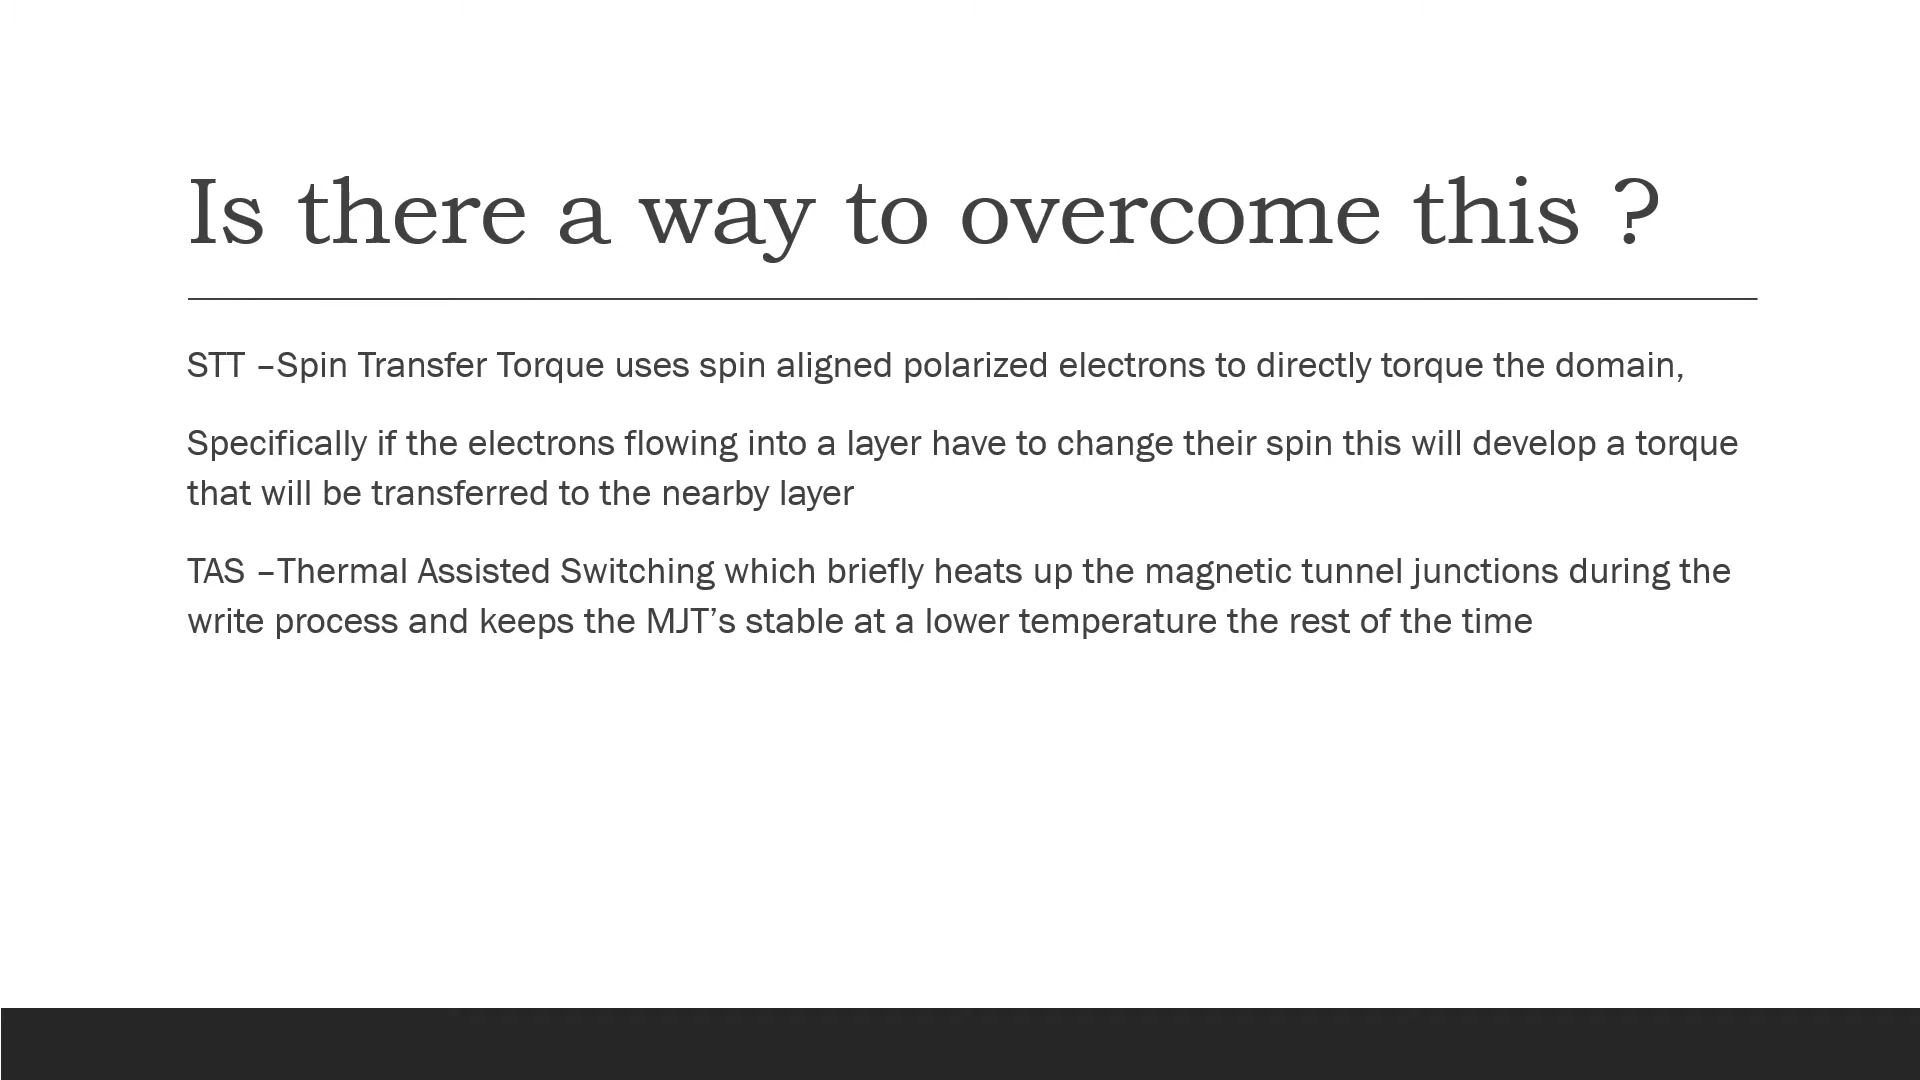 Is there a way to overcome this ?
STT –Spin Transfer Torque uses spin aligned polarized electrons to directly torque the domain,
Specifically if the electrons flowing into a layer have to change their spin this will develop a torque
that will be transferred to the nearby layer
TAS –Thermal Assisted Switching which briefly heats up the magnetic tunnel junctions during the
write process and keeps the MJT’s stable at a lower temperature the rest of the time